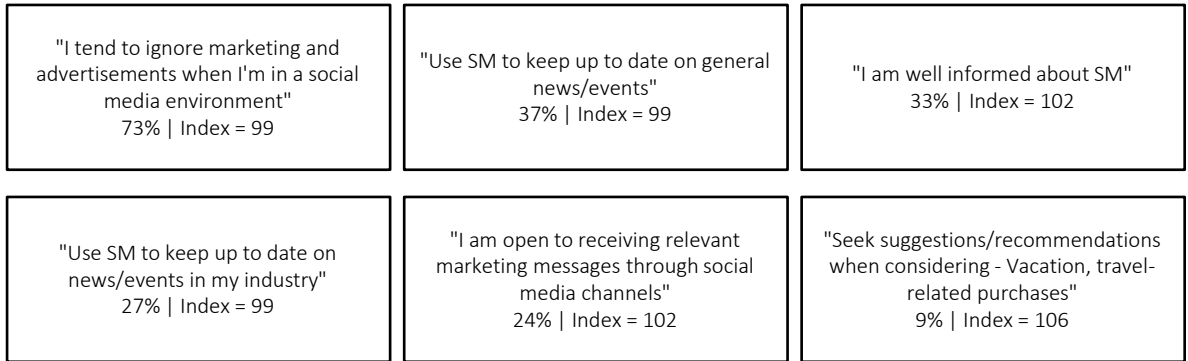 "I tend to ignore marketing and
advertisements when I'm in a social
media environment"
73% | Index = 99
"Use SM to keep up to date on general
news/events"
37% | Index = 99
"I am well informed about SM"
33% | Index = 102
"Use SM to keep up to date on
news/events in my industry"
27% | Index = 99
"I am open to receiving relevant
marketing messages through social
media channels"
24% | Index = 102
"Seek suggestions/recommendations
when considering - Vacation, travel-
related purchases"
9% | Index = 106